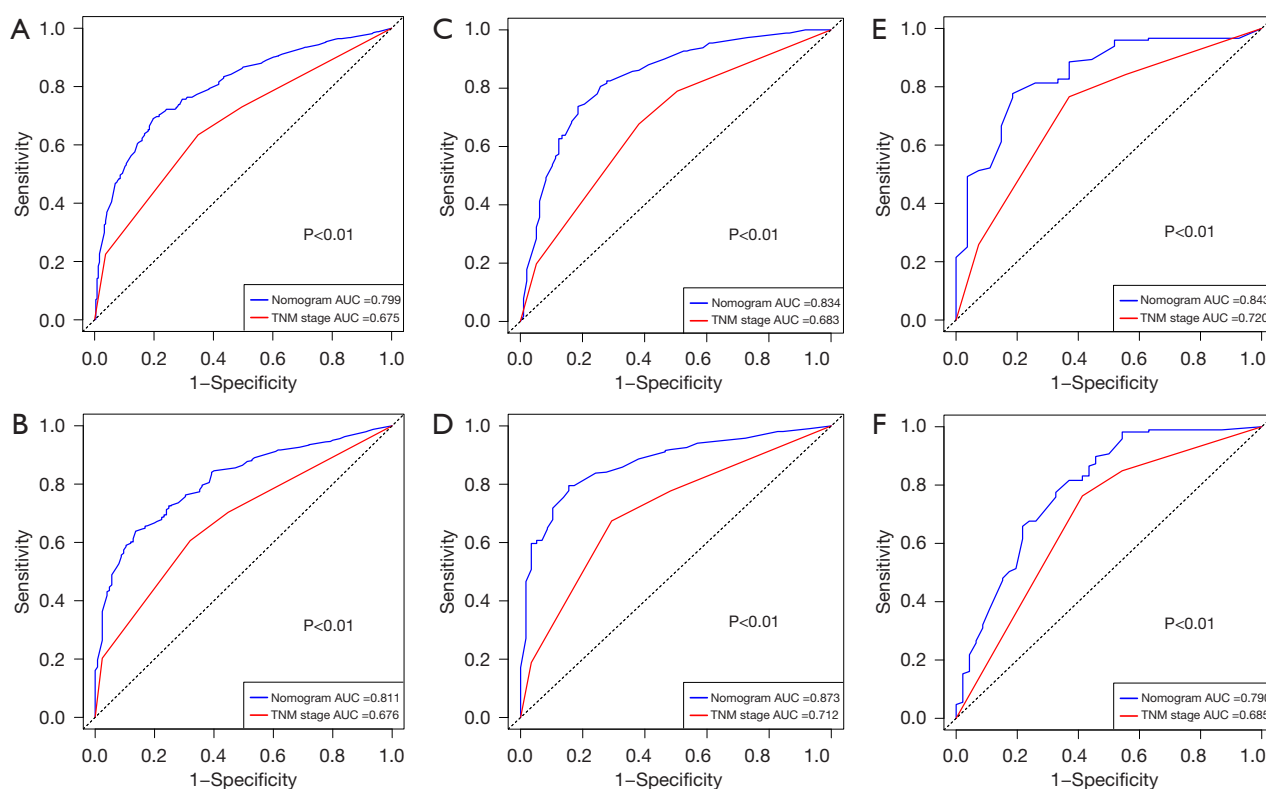 A
1.0
0.8
0.6
0.4
0.2
0.0
Sensitivity
P<0.01
Nomogram AUC =0.799
TNM stage AUC =0.675
0.0 0.2 0.4 0.6 0.8 1.0
1–Specificity
C
1.0
0.8
0.6
0.4
0.2
0.0
Sensitivity
P<0.01
Nomogram AUC =0.834
TNM stage AUC =0.683
0.0 0.2 0.4 0.6 0.8 1.0
1–Specificity
E
1.0
0.8
0.6
0.4
0.2
0.0
Sensitivity
P<0.01
Nomogram AUC =0.843
TNM stage AUC =0.720
0.0 0.2 0.4 0.6 0.8 1.0
1–Specificity
B
1.0
0.8
0.6
0.4
0.2
0.0
Sensitivity
P<0.01
Nomogram AUC =0.811
TNM stage AUC =0.676
0.0 0.2 0.4 0.6 0.8 1.0
1–Specificity
D
1.0
0.8
0.6
0.4
0.2
0.0
Sensitivity
P<0.01
Nomogram AUC =0.873
TNM stage AUC =0.712
0.0 0.2 0.4 0.6 0.8 1.0
1–Specificity
F
1.0
0.8
0.6
0.4
0.2
0.0
Sensitivity
P<0.01
Nomogram AUC =0.790
TNM stage AUC =0.685
0.0 0.2 0.4 0.6 0.8 1.0
1–Specificity